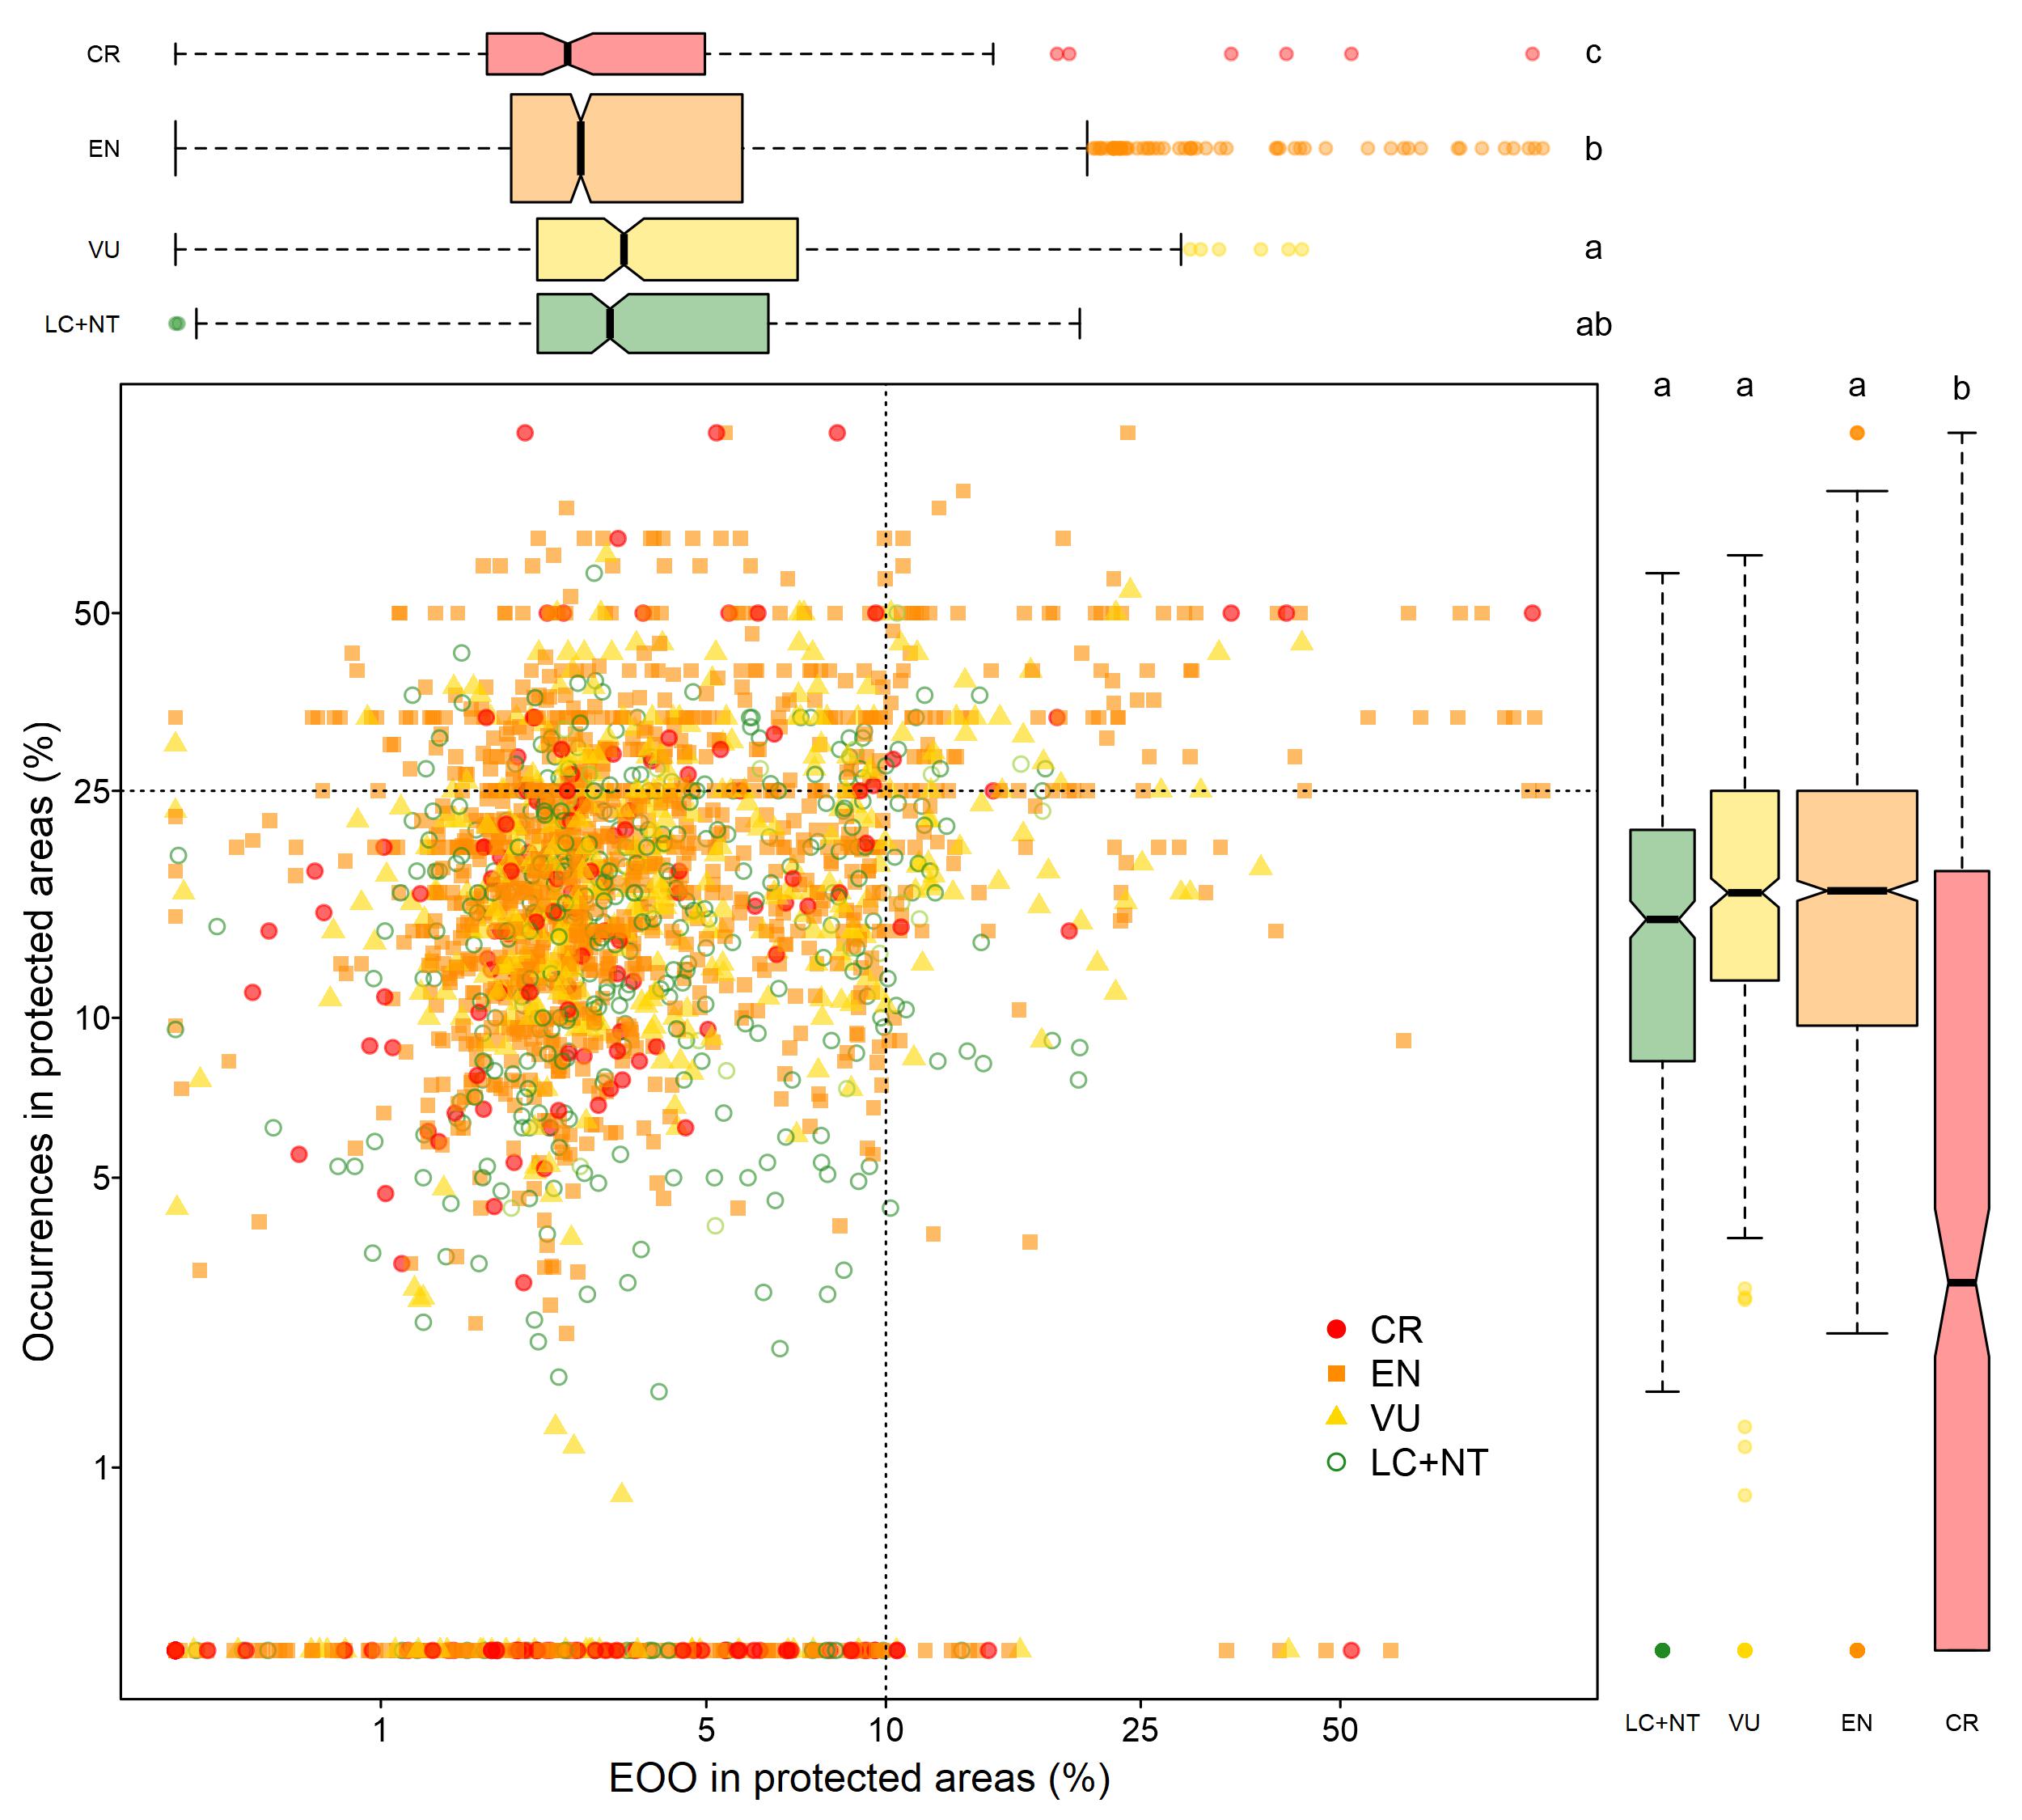 CR c
EN b
VU a
LC+NT ab
a a a b
50
25
10
5
1
Occurrences in protected areas (%)
CR
EN
VU
LC+NT
1 5 10 25 50
EOO in protected areas (%)
LC+NT VU EN CR